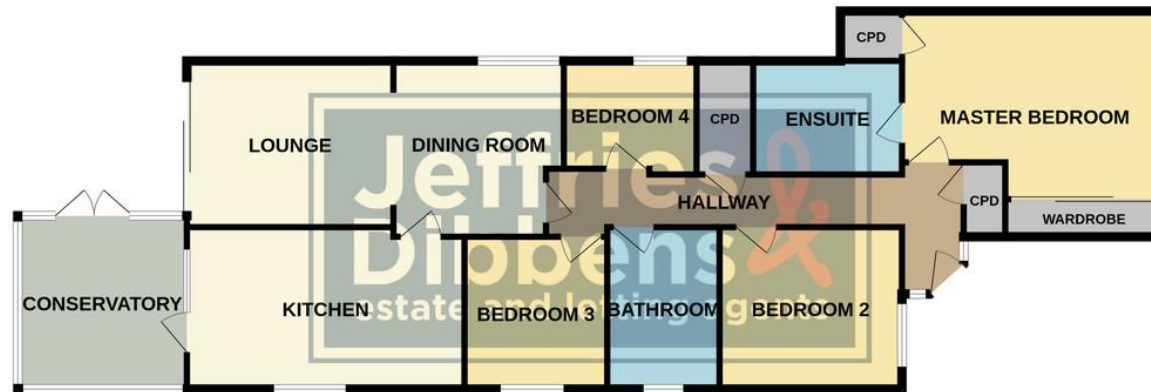 CPD
MASTER BEDROOM
BEDROOM 4
CPD
ENSUITE
LOUNGE
DINING ROOM
Jeffries
&
Dibbens
estate and letting agents
HALLWAY
CPD
WARDROBE
CONSERVATORY
KITCHEN
BEDROOM 3
BATHROOM
BEDROOM 2